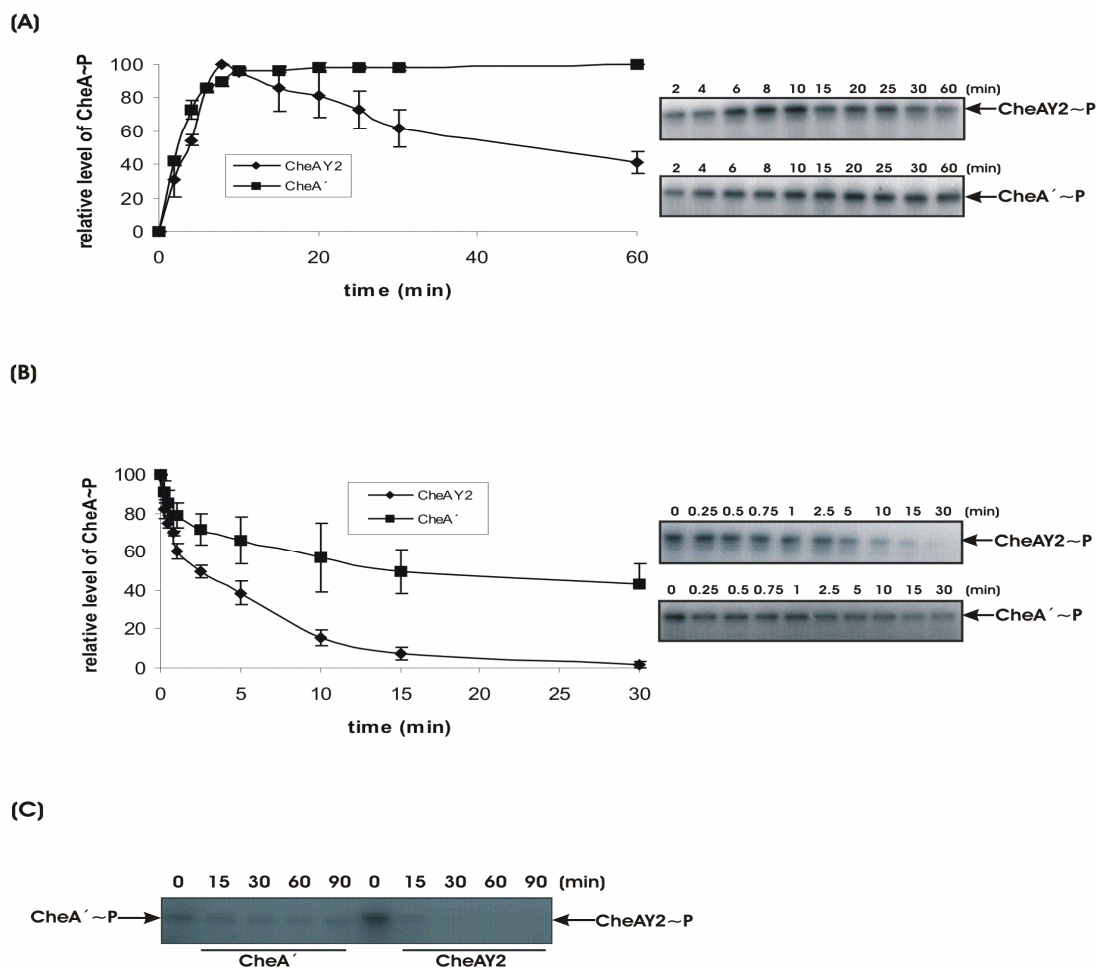 (A)
relative level of CheA~P
100
80
60
40
20
0
CheAY2
CheA´
0 20 40 60
time (min)
2 4 6 8 10 15 20 25 30 60 (min)
CheAY2~P
2 4 6 8 10 15 20 25 30 60 (min)
CheA´~P
(B)
relative level of CheA~P
100
80
60
40
20
0
CheAY2
CheA´
0 5 10 15 20 25 30
time (min)
0 0.25 0.5 0.75 1 2.5 5 10 15 30 (min)
CheAY2~P
0 0.25 0.5 0.75 1 2.5 5 10 15 30 (min)
CheA´~P
(C)
0 15 30 60 90 0 15 30 60 90 (min)
CheA´~P
CheAY2~P
CheA´ CheAY2